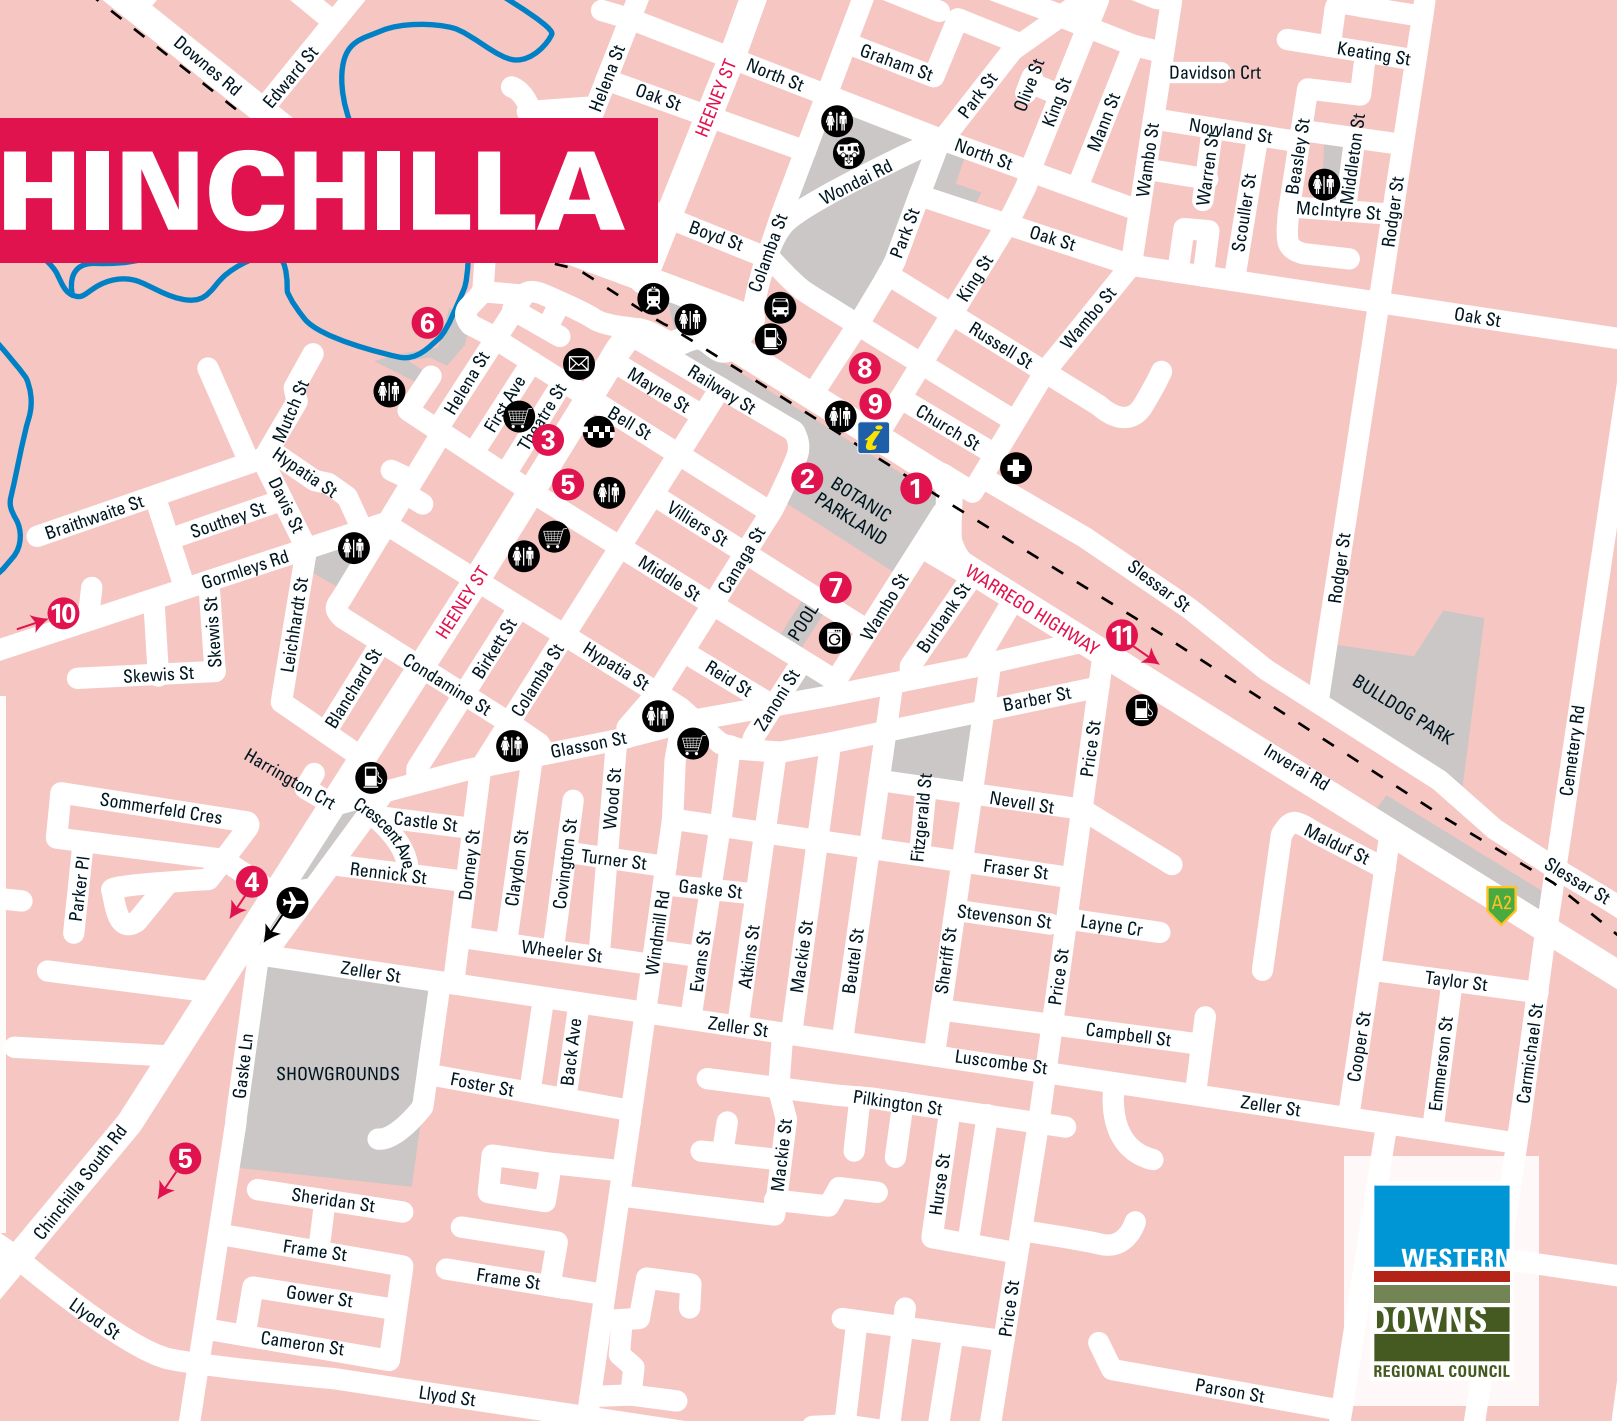 HINCHILLA
Downes Rd
Edward St
Helena St
Oak St
HEENEY ST
North St
Graham St
Park St
Olive St
King St
Mann St
Davidson Crt
Keating St
Nowland St
Wambo St
Warren St
Scouller St
Beasley St
Middleton St
McIntyre St
Rodger St
North St
Wondai Rd
Boyd St
Colamba St
Park St
Oak St
King St
Wambo St
Russell St
Oak St
6
8
9
i
Church St
Helena St
First Ave
Theatre St
3
Mayne St
Railway St
Bell St
5
2
1
BOTANIC
PARKLAND
Mutch St
Hypatia St
Davis St
Braithwaite St
Southey St
Gormleys Rd
10
Skewis St
Skewis St
Leichhardt St
Villiers St
Middle St
Canaga St
7
POOL
Wambo St
Burbank St
WARREGO HIGHWAY
11
Slessar St
Rodger St
BULLDOG PARK
HEENEY ST
Birkett St
Hypatia St
Reid St
Zanoni St
Condamine St
Colamba St
Blanchard St
Glasson St
Barber St
Price St
Inverai Rd
Cemetery Rd
Harrington Crt
Crescent Ave
Castle St
Sommerfeld Cres
Parker Pl
4
Rennick St
Dorney St
Claydon St
Covington St
Wood St
Turner St
Gaske St
Windmill Rd
Evans St
Atkins St
Mackie St
Beutel St
Fitzgerald St
Nevell St
Fraser St
Stevenson St
Layne Cr
Sheriff St
Price St
Malduf St
Slessar St
A2
Wheeler St
Zeller St
Zeller St
Taylor St
Campbell St
Luscombe St
Cooper St
Emmerson St
Carmichael St
Gaske Ln
SHOWGROUNDS
Back Ave
Foster St
Pilkington St
Zeller St
Mackie St
Hurse St
Chinchilla South Rd
5
Sheridan St
Frame St
Frame St
Gower St
Cameron St
Llyod St
Llyod St
Price St
Parson St
WESTERN
DOWNS
REGIONAL COUNCIL